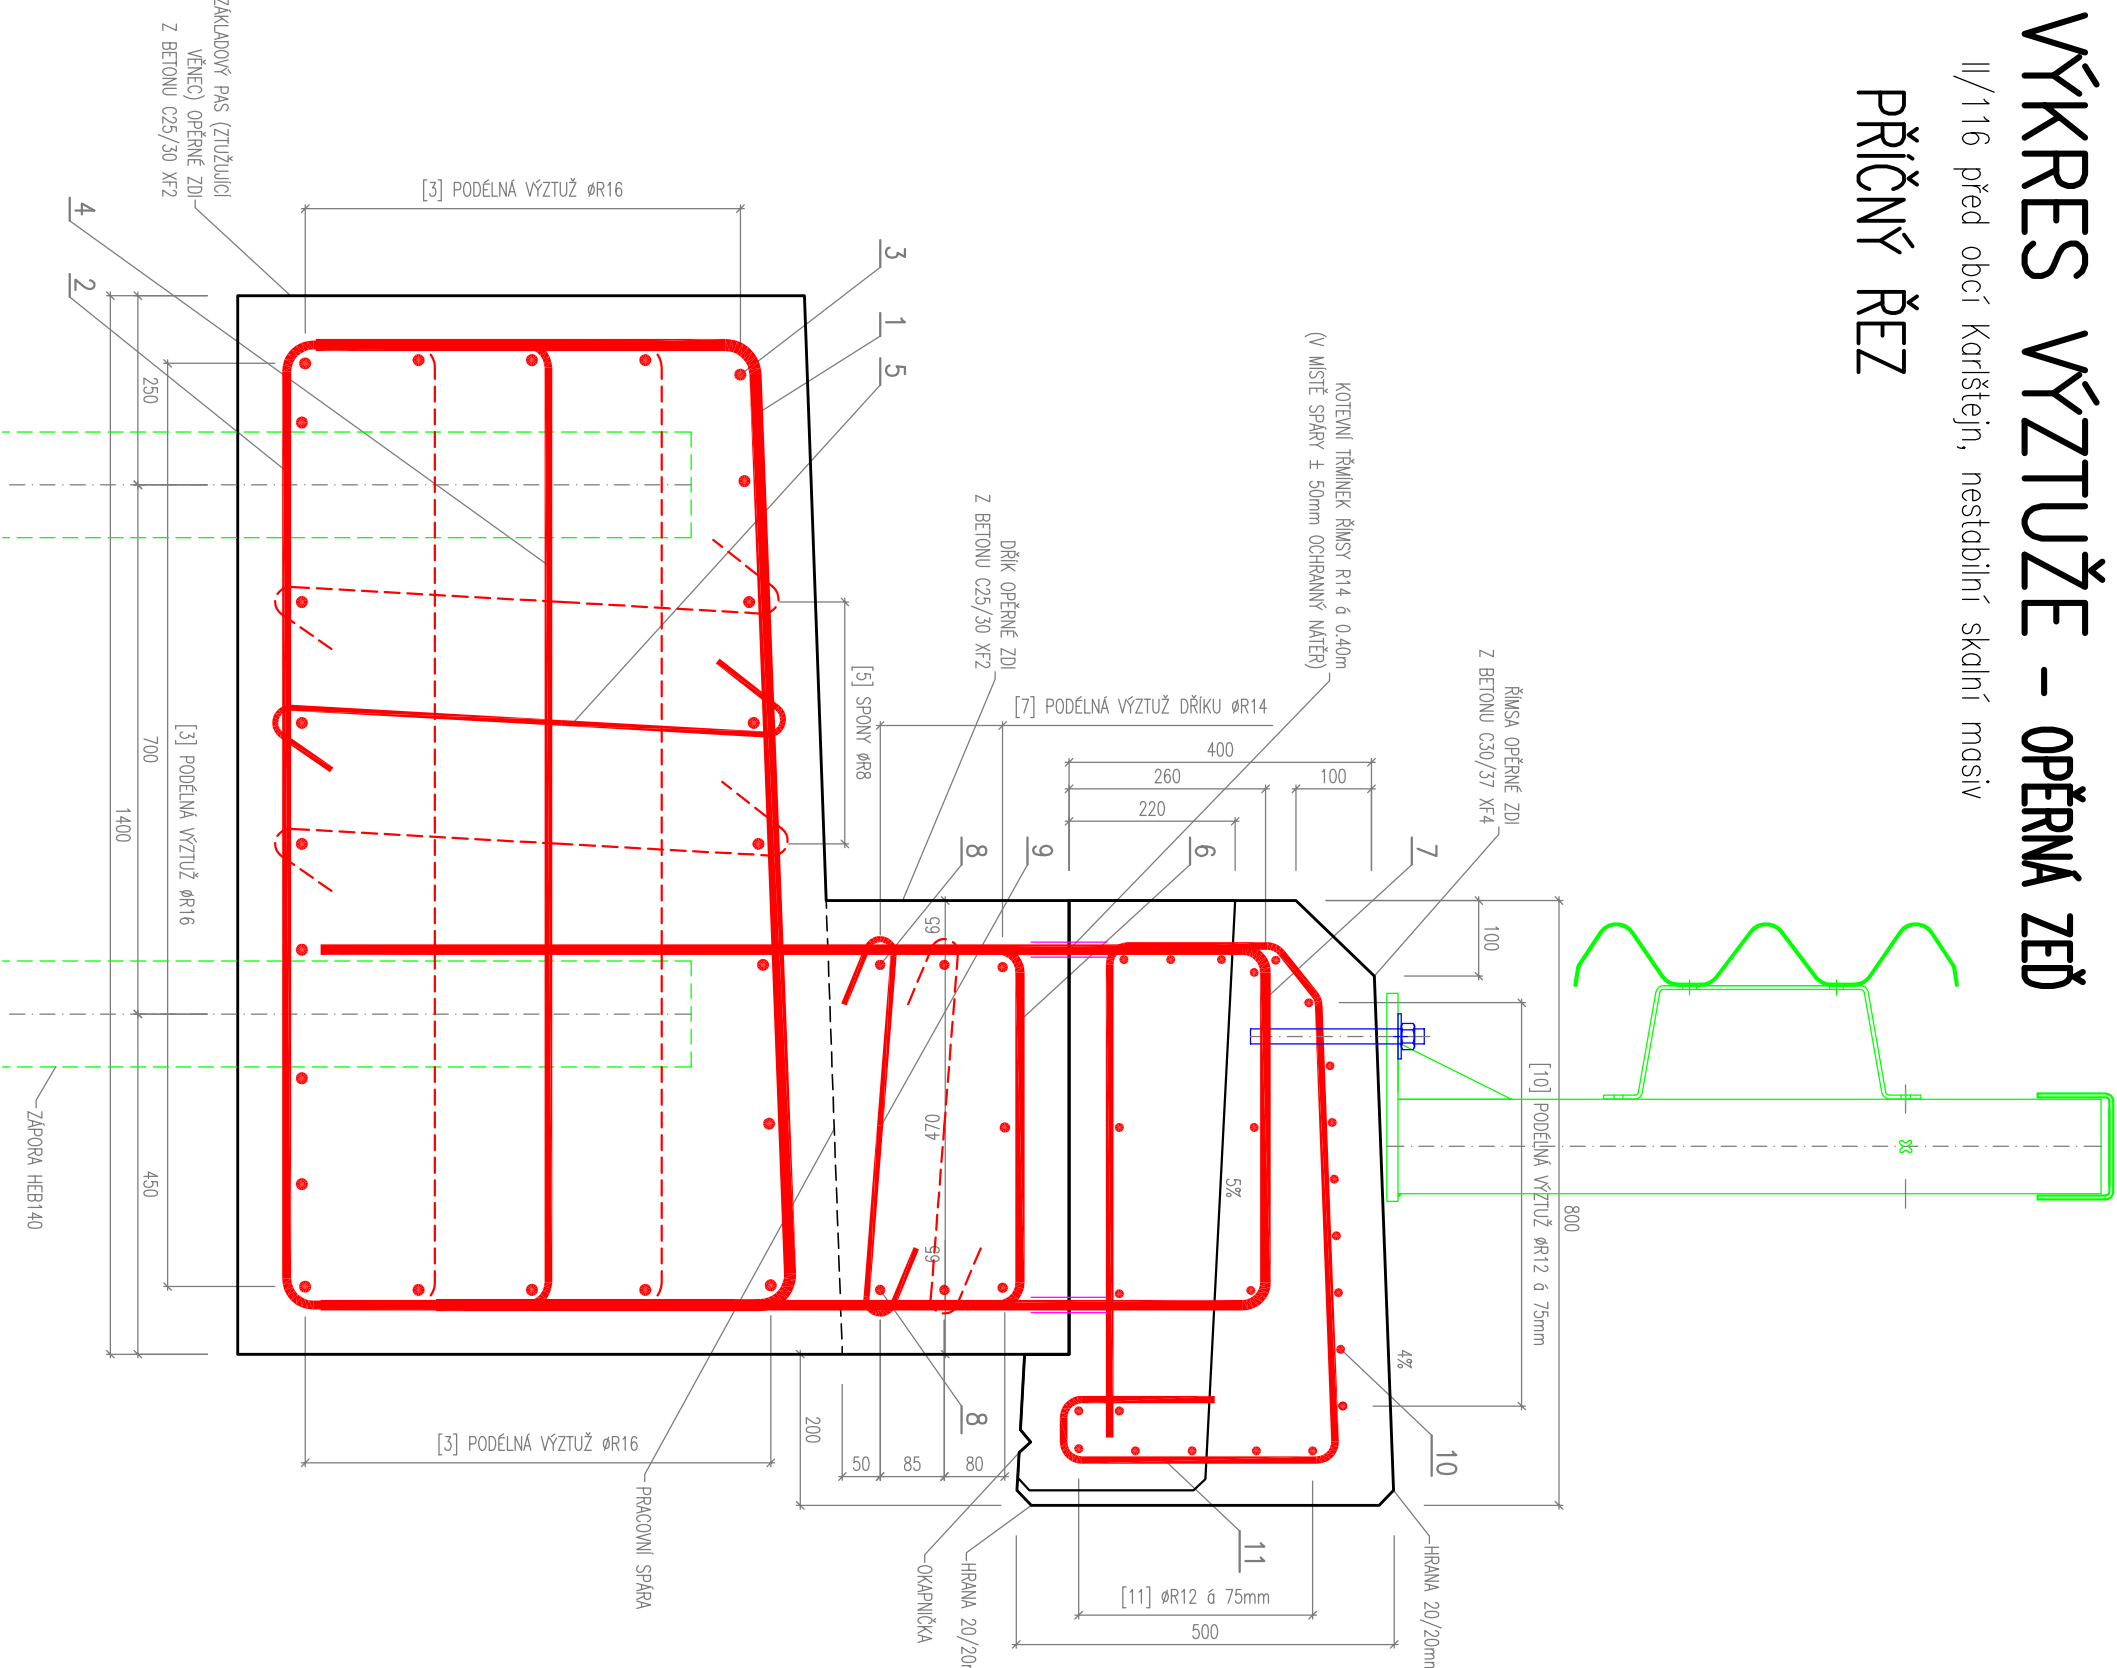 VÝKRES VÝZTUŽE - OPĚRNÁ ZEĎ
II/116 před obcí Karlštejn, nestabilní skalní masiv
PŘÍČNÝ ŘEZ
ŘÍMSA OPĚRNÉ ZDI
Z BETONU C30/37 XF4
KOTEVNÍ TŘMÍNEK ŘÍMSY R14 á 0.40m
(V MÍSTĚ SPÁRY ± 50mm OCHRANNÝ NÁTĚR)
DŘÍK OPĚRNÉ ZDI
Z BETONU C25/30 XF2
ZÁKLADOVÝ PAS (ZTUŽUJÍCÍ
VĚNEC) OPĚRNÉ ZDI
Z BETONU C25/30 XF2
[3] PODÉLNÁ VÝZTUŽ øR16
[7] PODÉLNÁ VÝZTUŽ DŘÍKU øR14
[5] SPONY øR8
[3] PODÉLNÁ VÝZTUŽ øR16
[3] PODÉLNÁ VÝZTUŽ øR16
[10] PODÉLNÁ VÝZTUŽ øR12 á 75mm
[11] øR12 á 75mm
800
100
400
260
100
220
500
200
50
85
80
65
470
65
5%
4%
250
700
450
1400
3
1
5
4
2
8
9
6
7
8
10
11
HRANA 20/20mm
HRANA 20/20
OKAPNIČKA
PRACOVNÍ SPÁRA
ZÁPORA HEB140